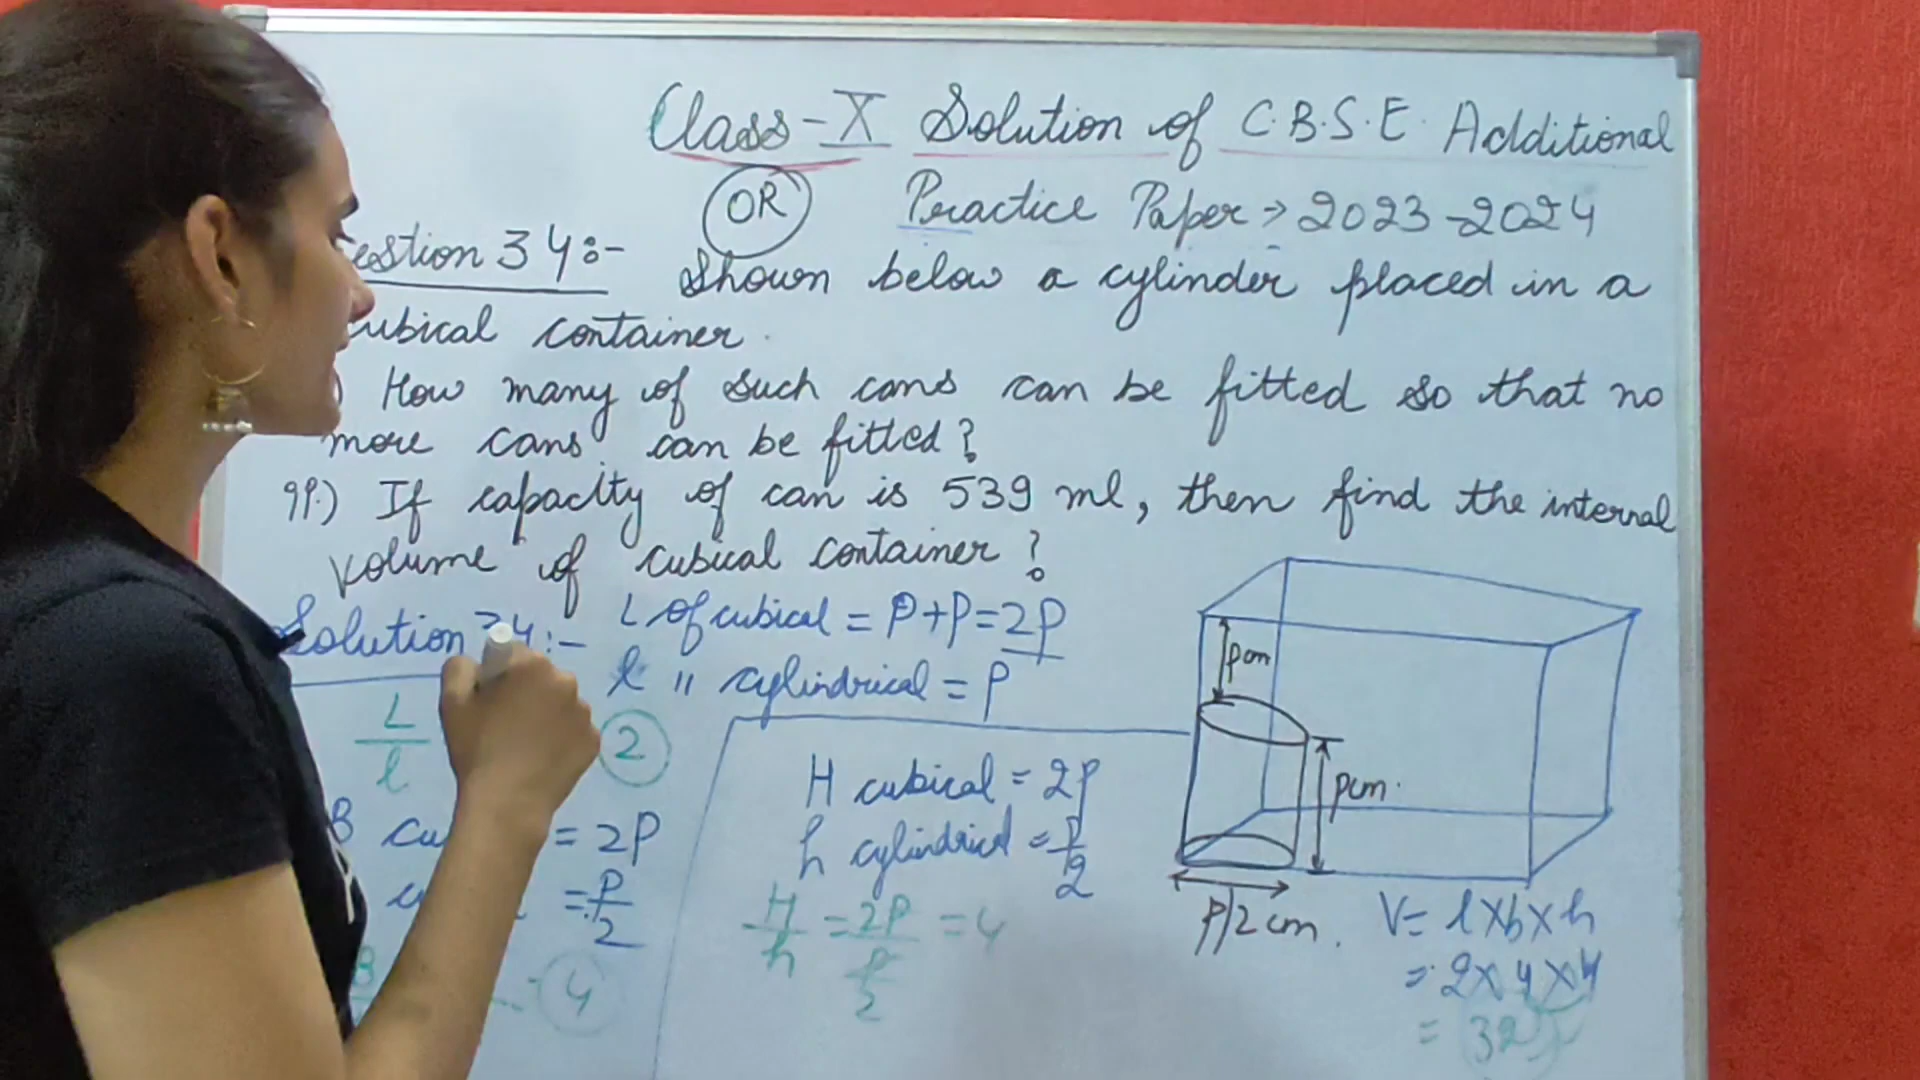 Class-X Solution of C.B.S.E. Additional
OR Practice Paper → 2023-2024
estion 34:- Shown below a cylinder placed in a
cubical container.
) How many of such cans can be fitted so that no
more cans can be fitted?
If capacity of can is 539 ml, then find the internal
volume of cubical container?
Solution 34:- L of cubical = P+P=2P
l " cylindrical = P
L
l
2
H cubical = 2P
h cylindrical = P/2
H/h = 2P/(P/2) = 4
B cu = 2P
= P/2
B
4
pcm
pcm.
p/2 cm.
V= l×b×h
= 2×4×4
= 32